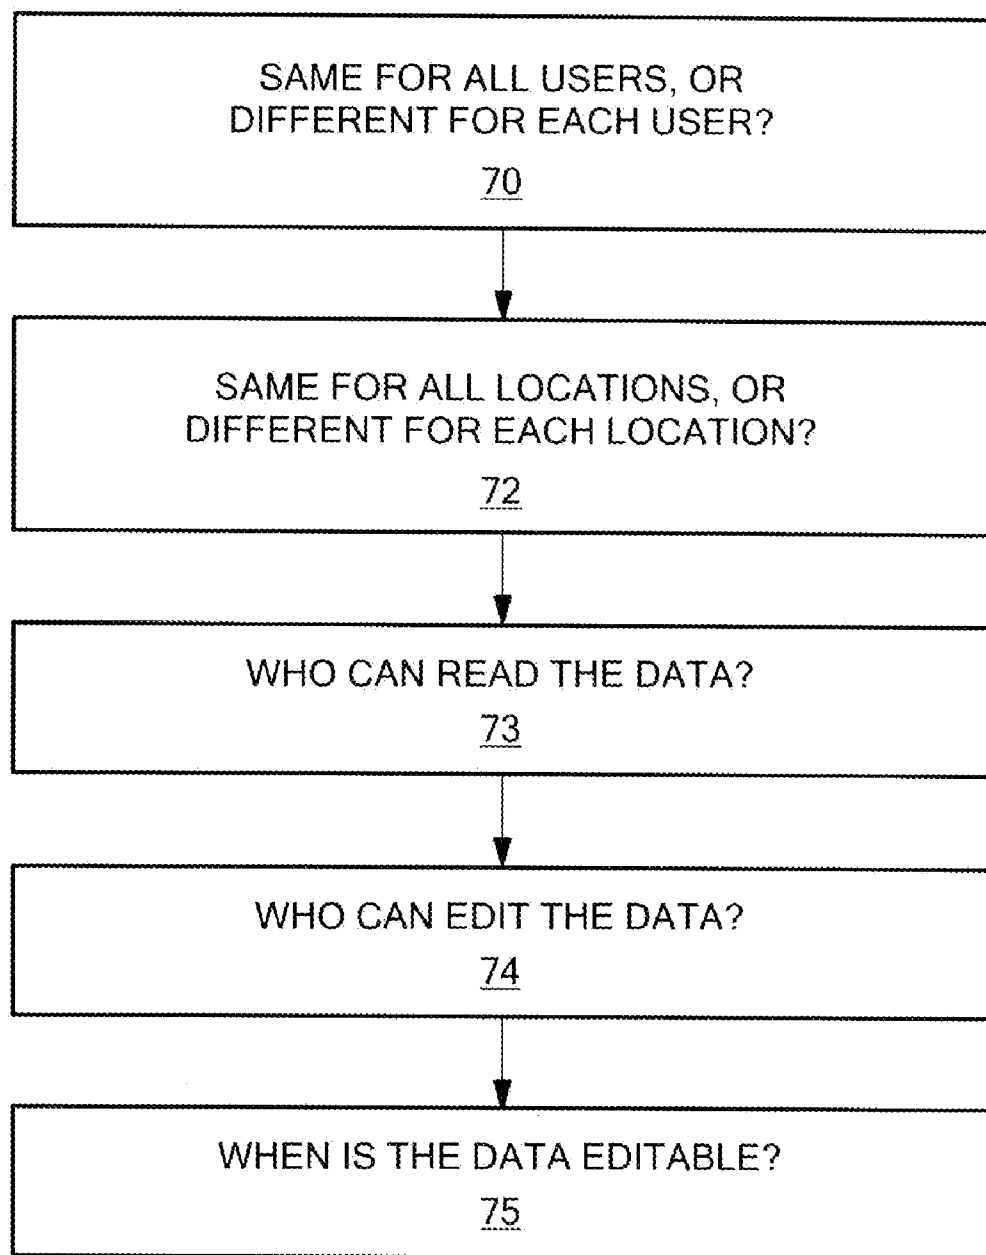 SAME FOR ALL USERS, OR
DIFFERENT FOR EACH USER?
70
SAME FOR ALL LOCATIONS, OR
DIFFERENT FOR EACH LOCATION?
72
WHO CAN READ THE DATA?
73
WHO CAN EDIT THE DATA?
74
WHEN IS THE DATA EDITABLE?
75